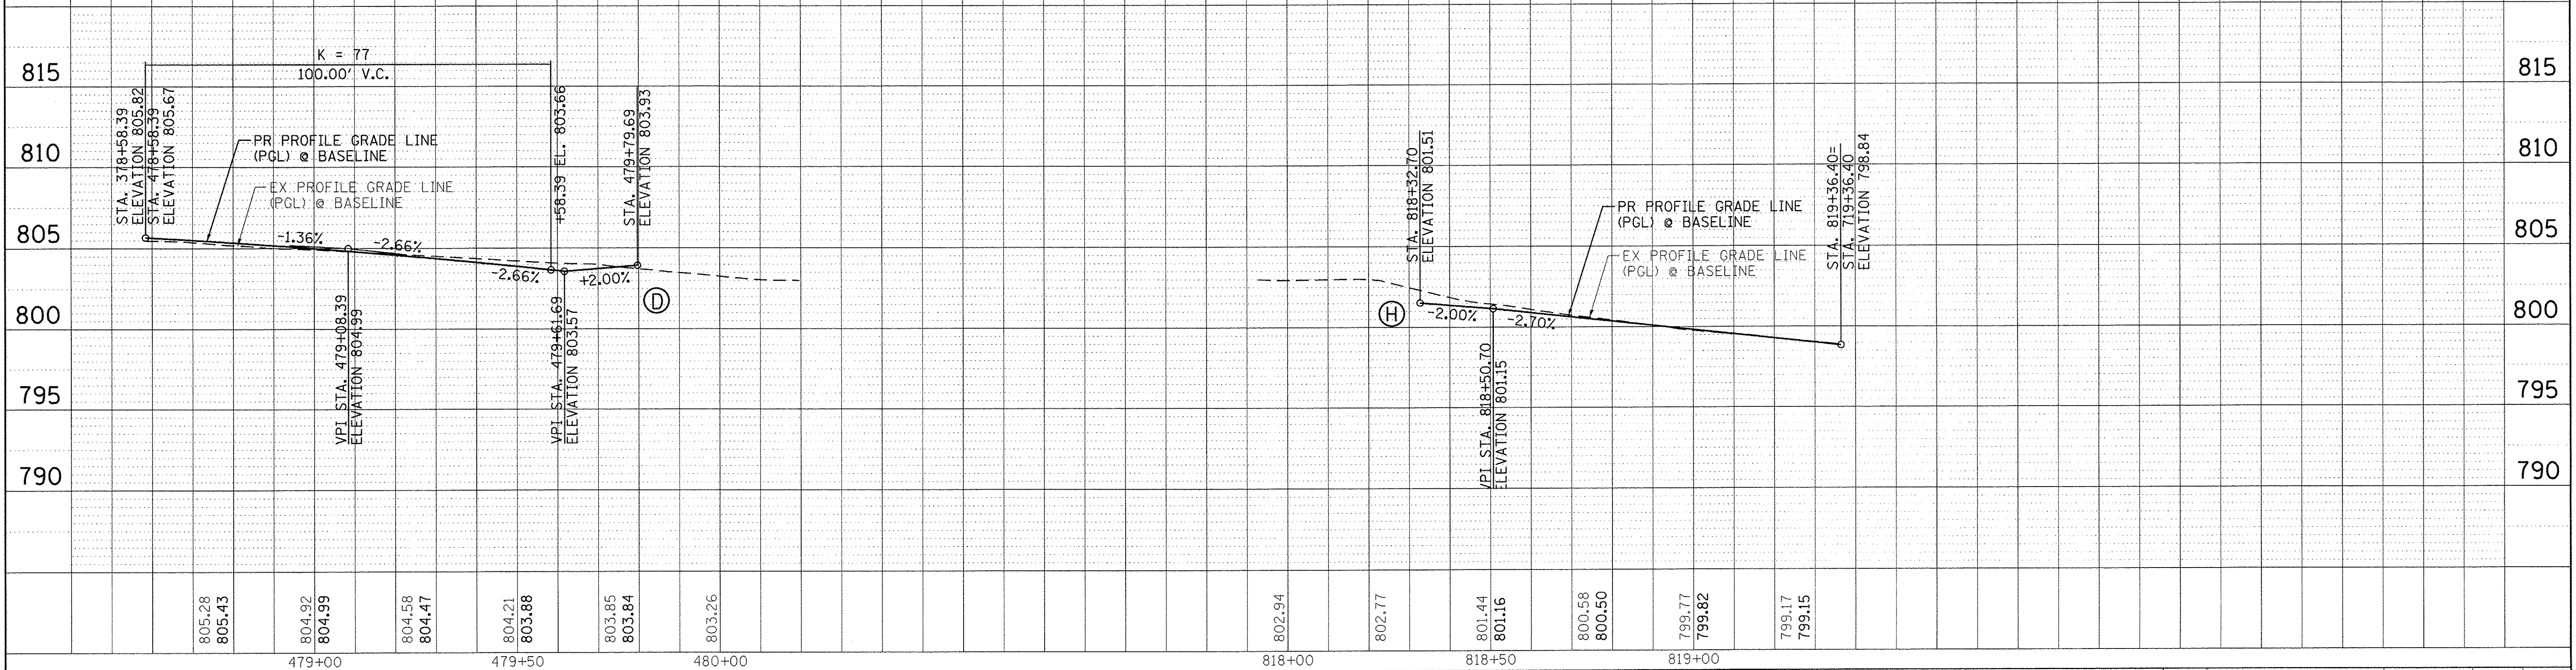 K = 77
100.00' V.C.
815
815
STA. 378+58.39
ELEVATION 805.82
STA. 478+58.39
ELEVATION 805.67
+58.39 EL. 803.66
STA. 479+79.69
ELEVATION 803.93
PR PROFILE GRADE LINE
(PGL) @ BASELINE
EX PROFILE GRADE LINE
(PGL) @ BASELINE
810
810
STA. 818+32.70
ELEVATION 801.51
STA. 819+36.40=
STA. 719+36.40
ELEVATION 798.84
PR PROFILE GRADE LINE
(PGL) @ BASELINE
EX PROFILE GRADE LINE
(PGL) @ BASELINE
805
805
-1.36%
-2.66%
-2.66%
+2.00%
D
H
-2.00%
-2.70%
800
800
VPI STA. 479+08.39
ELEVATION 804.99
VPI STA. 479+61.69
ELEVATION 803.57
VPI STA. 818+50.70
ELEVATION 801.15
795
795
790
790
805.28
805.43
804.92
804.99
804.58
804.47
804.21
803.88
803.85
803.84
803.26
802.94
802.77
801.44
801.16
800.58
800.50
799.77
799.82
799.17
799.15
479+00
479+50
480+00
818+00
818+50
819+00